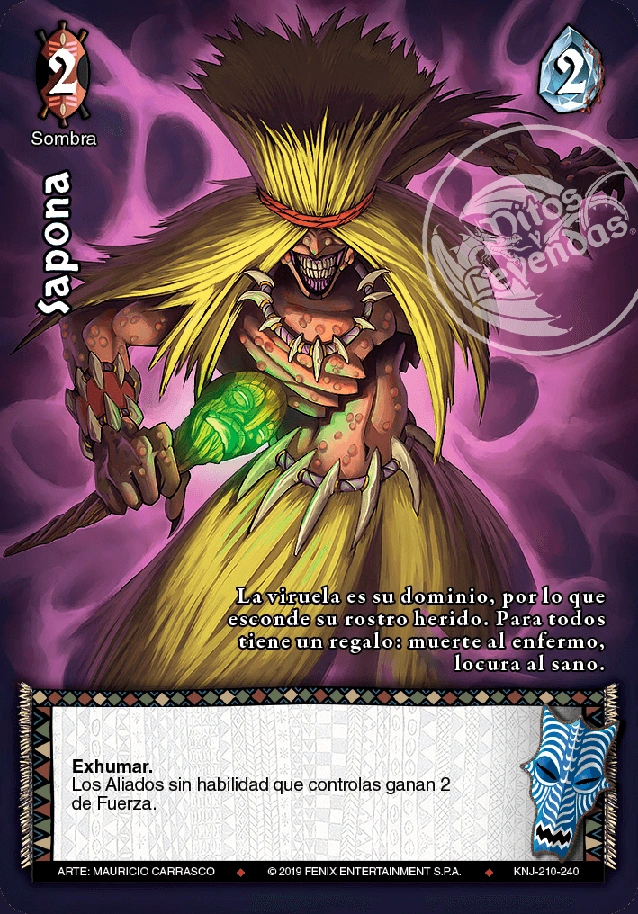 2
2
Sombra
Sapona
Mitos
y
Leyendas®
La viruela es su dominio, por lo que
esconde su rostro herido. Para todos
tiene un regalo: muerte al enfermo,
locura al sano.
Exhumar.
Los Aliados sin habilidad que controlas ganan 2
de Fuerza.
ARTE: MAURICIO CARRASCO ♦ © 2019 FENIX ENTERTAINMENT S.P.A. ♦ KNJ-210-240